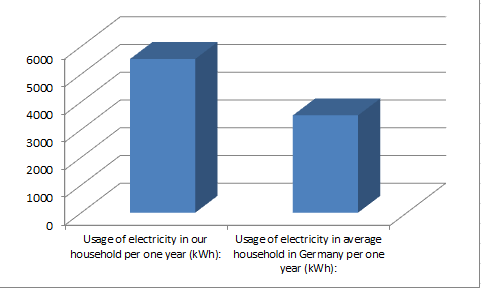 6000
5000
4000
3000
2000
1000
0
Usage of electricity in our
household per one year (kWh):
Usage of electricity in average
household in Germany per one
year (kWh):